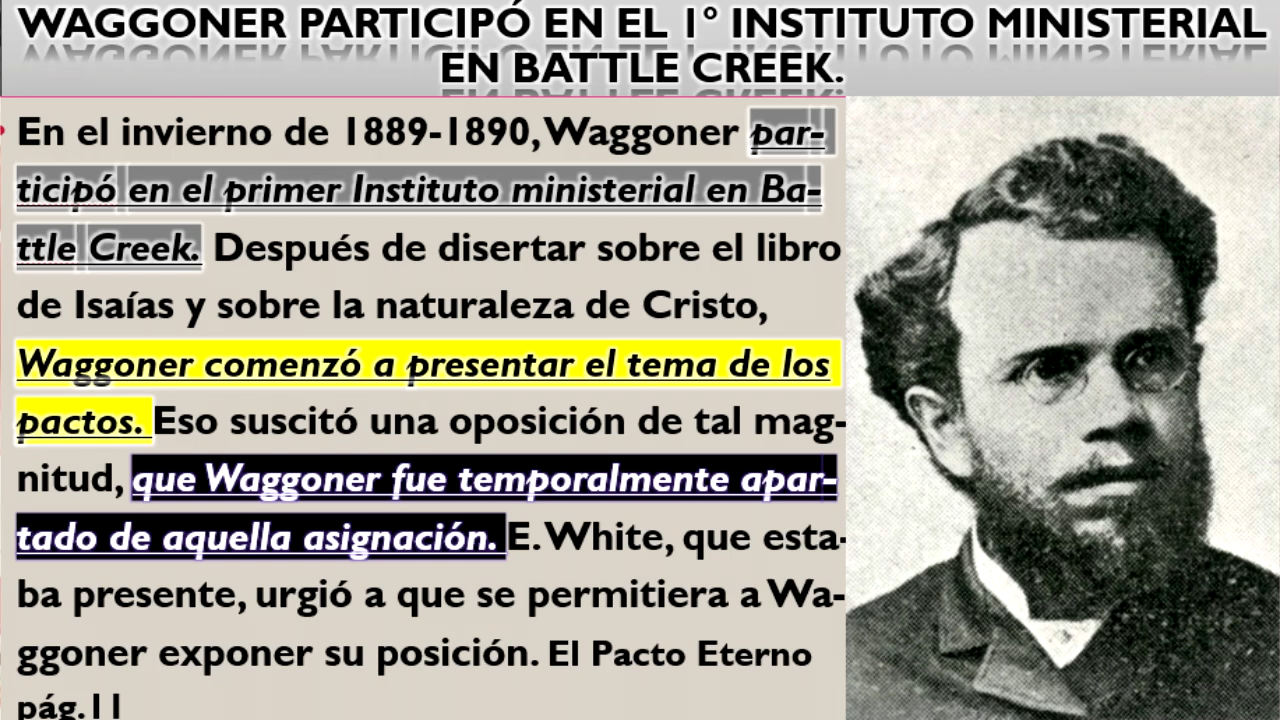 WAGGONER PARTICIPÓ EN EL 1° INSTITUTO MINISTERIAL
EN BATTLE CREEK.
• En el invierno de 1889-1890, Waggoner par-
ticipó en el primer Instituto ministerial en Ba-
ttle Creek. Después de disertar sobre el libro
de Isaías y sobre la naturaleza de Cristo,
Waggoner comenzó a presentar el tema de los
pactos. Eso suscitó una oposición de tal mag-
nitud, que Waggoner fue temporalmente apar-
tado de aquella asignación. E. White, que esta-
ba presente, urgió a que se permitiera a Wa-
ggoner exponer su posición. El Pacto Eterno
pág.11